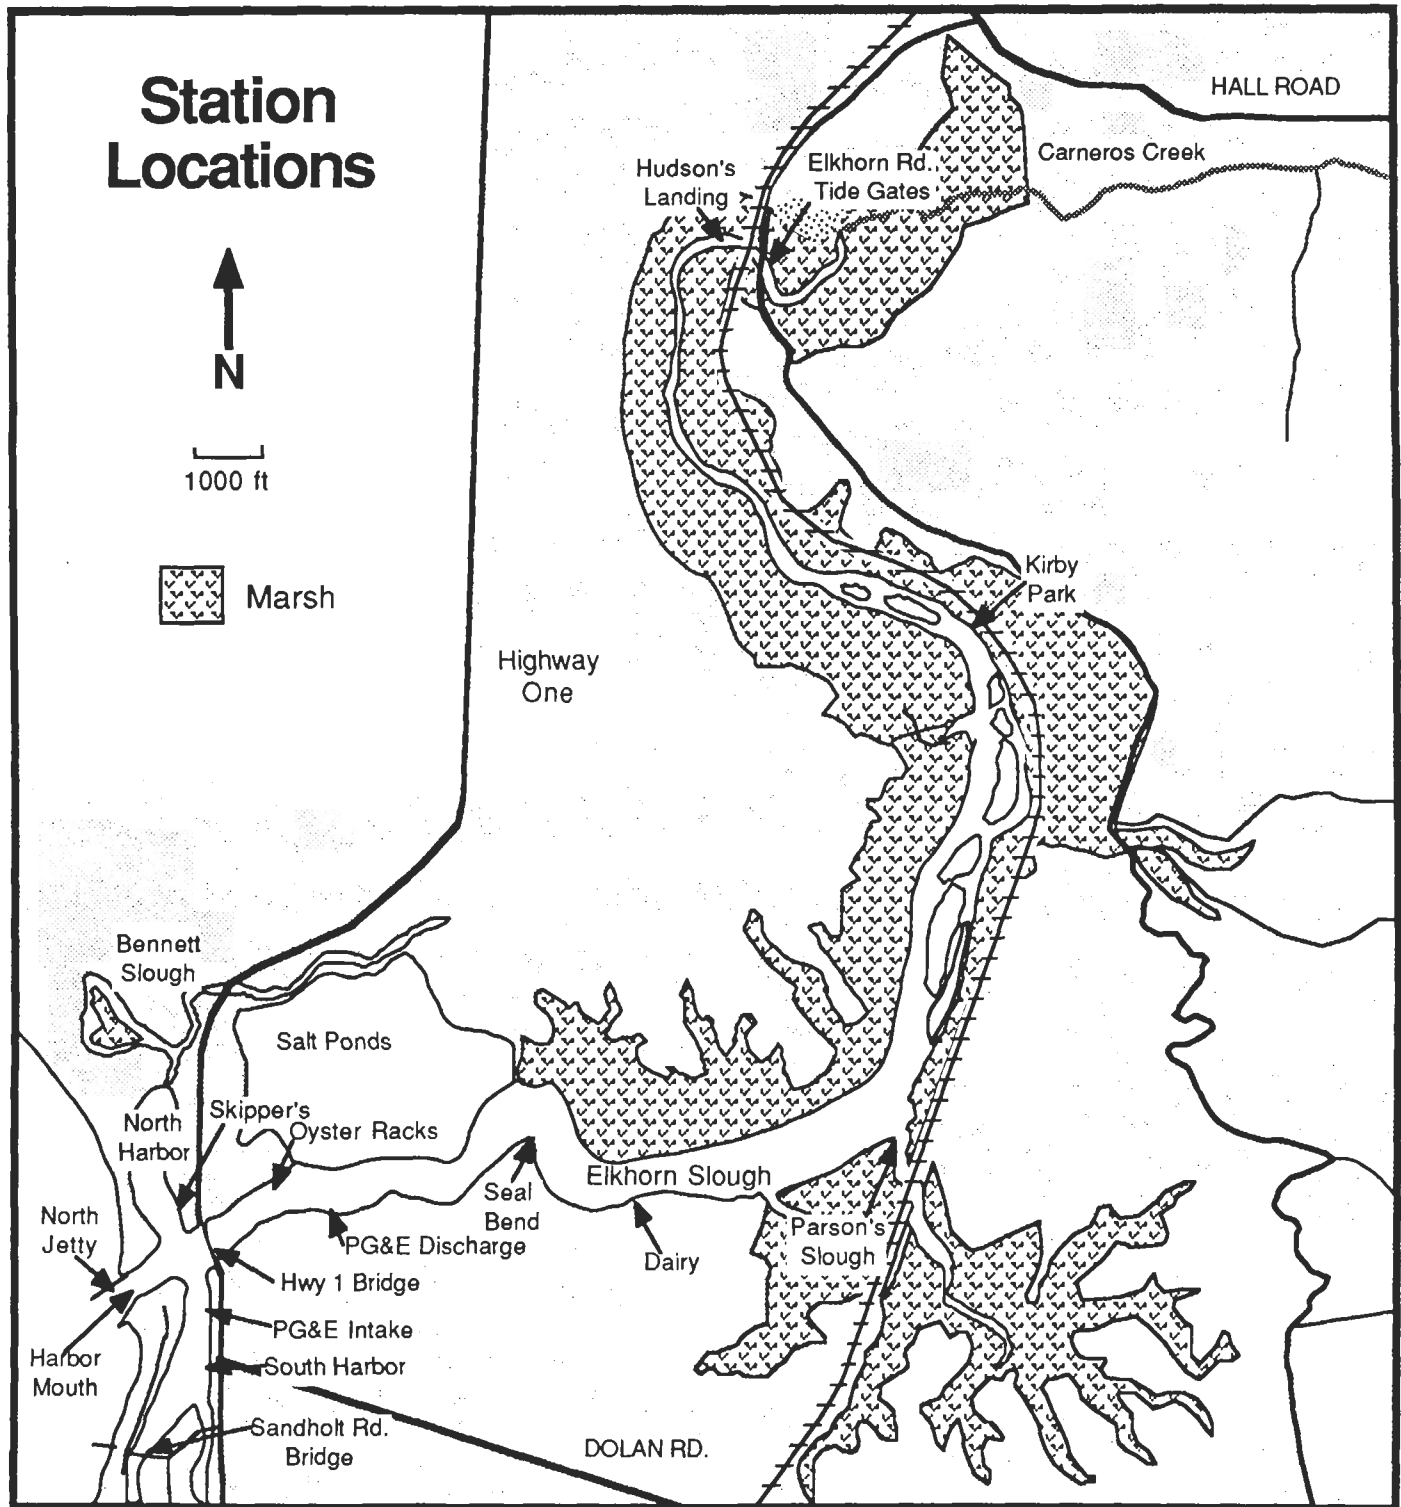 Station
Locations
N
1000 ft
Marsh
HALL ROAD
Carneros Creek
Elkhorn Rd.
Tide Gates
Hudson's
Landing
Kirby
Park
Highway
One
Bennett
Slough
Salt Ponds
North
Harbor
Skipper's
Oyster Racks
Elkhorn Slough
Seal
Bend
PG&E Discharge
Dairy
Parson's
Slough
North
Jetty
Hwy 1 Bridge
PG&E Intake
Harbor
Mouth
South Harbor
Sandholt Rd.
Bridge
DOLAN RD.